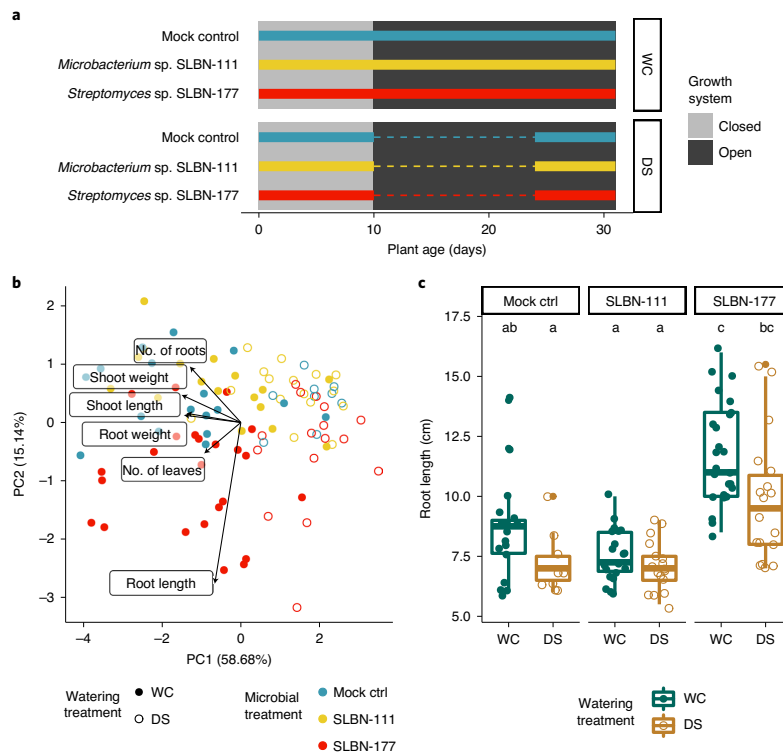 a
Mock control
Microbacterium sp. SLBN-111
Streptomyces sp. SLBN-177
WC
Mock control
Microbacterium sp. SLBN-111
Streptomyces sp. SLBN-177
DS
Growth
system
Closed
Open
0 10 20 30
Plant age (days)
b
2
1
0
−1
−2
−3
PC2 (15.14%)
No. of roots
Shoot weight
Shoot length
Root weight
No. of leaves
Root length
−4 −2 0 2
PC1 (58.68%)
Watering
treatment
WC
DS
Microbial
treatment
Mock ctrl
SLBN-111
SLBN-177
c
Mock ctrl SLBN-111 SLBN-177
17.5
15.0
12.5
10.0
7.5
5.0
Root length (cm)
ab a a a c bc
WC DS WC DS WC DS
Watering
treatment
WC
DS